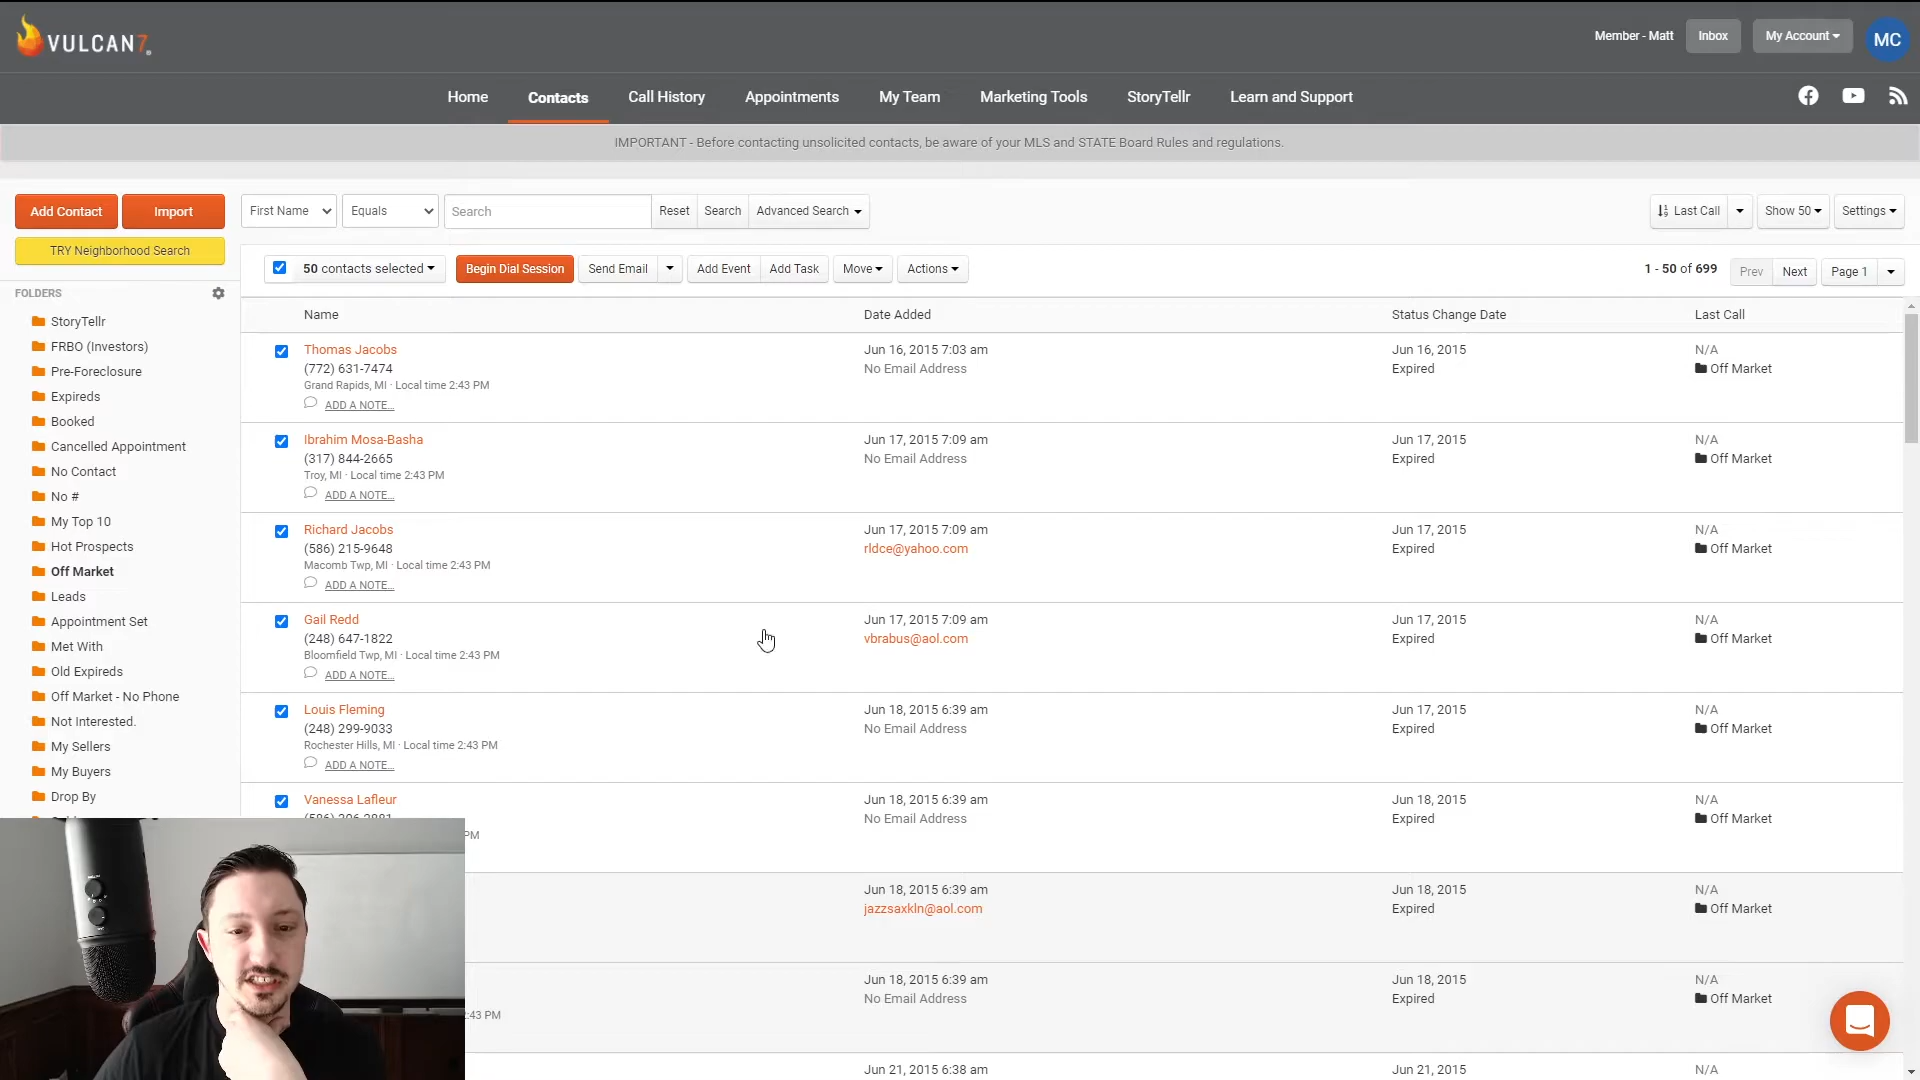 VULCAN7
Member - Matt
Inbox
My Account
MC
Home
Contacts
Call History
Appointments
My Team
Marketing Tools
StoryTellr
Learn and Support
IMPORTANT - Before contacting unsolicited contacts, be aware of your MLS and STATE Board Rules and regulations.
Add Contact
Import
TRY Neighborhood Search
First Name
Equals
Search
Reset
Search
Advanced Search
Last Call
Show 50
Settings
50 contacts selected
Begin Dial Session
Send Email
Add Event
Add Task
Move
Actions
1 - 50 of 699
Prev
Next
Page 1
FOLDERS
StoryTellr
FRBO (Investors)
Pre-Foreclosure
Expireds
Booked
Cancelled Appointment
No Contact
No #
My Top 10
Hot Prospects
Off Market
Leads
Appointment Set
Met With
Old Expireds
Off Market - No Phone
Not Interested.
My Sellers
My Buyers
Drop By
Name
Date Added
Status Change Date
Last Call
Thomas Jacobs
(772) 631-7474
Grand Rapids, MI · Local time 2:43 PM
ADD A NOTE...
Jun 16, 2015 7:03 am
No Email Address
Jun 16, 2015
Expired
N/A
Off Market
Ibrahim Mosa-Basha
(317) 844-2665
Troy, MI · Local time 2:43 PM
ADD A NOTE...
Jun 17, 2015 7:09 am
No Email Address
Jun 17, 2015
Expired
N/A
Off Market
Richard Jacobs
(586) 215-9648
Macomb Twp, MI · Local time 2:43 PM
ADD A NOTE...
Jun 17, 2015 7:09 am
rldce@yahoo.com
Jun 17, 2015
Expired
N/A
Off Market
Gail Redd
(248) 647-1822
Bloomfield Twp, MI · Local time 2:43 PM
ADD A NOTE...
Jun 17, 2015 7:09 am
vbrabus@aol.com
Jun 17, 2015
Expired
N/A
Off Market
Louis Fleming
(248) 299-9033
Rochester Hills, MI · Local time 2:43 PM
ADD A NOTE...
Jun 18, 2015 6:39 am
No Email Address
Jun 17, 2015
Expired
N/A
Off Market
Vanessa Lafleur
PM
Jun 18, 2015 6:39 am
No Email Address
Jun 18, 2015
Expired
N/A
Off Market
Jun 18, 2015 6:39 am
jazzsaxkln@aol.com
Jun 18, 2015
Expired
N/A
Off Market
:43 PM
Jun 18, 2015 6:39 am
No Email Address
Jun 18, 2015
Expired
N/A
Off Market
Jun 21, 2015 6:38 am
Jun 21, 2015
N/A